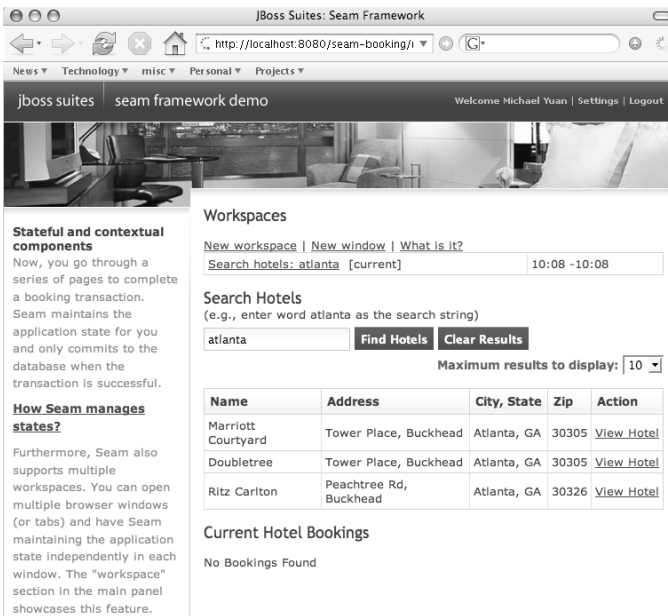 JBoss Suites: Seam Framework
http://localhost:8080/seam-booking/
G
News Technology misc Personal Projects
jboss suites seam framework demo
Welcome Michael Yuan | Settings | Logout
Stateful and contextual
components
Now, you go through a
series of pages to complete
a booking transaction.
Seam maintains the
application state for you
and only commits to the
database when the
transaction is successful.
How Seam manages
states?
Furthermore, Seam also
supports multiple
workspaces. You can open
multiple browser windows
(or tabs) and have Seam
maintaining the application
state independently in each
window. The "workspace"
section in the main panel
showcases this feature.
Workspaces
New workspace | New window | What is it?
Search hotels: atlanta [current] 10:08 -10:08
Search Hotels
(e.g., enter word atlanta as the search string)
atlanta Find Hotels Clear Results
Maximum results to display: 10
Name Address City, State Zip Action
Marriott
Courtyard Tower Place, Buckhead Atlanta, GA 30305 View Hotel
Doubletree Tower Place, Buckhead Atlanta, GA 30305 View Hotel
Ritz Carlton Peachtree Rd,
Buckhead Atlanta, GA 30326 View Hotel
Current Hotel Bookings
No Bookings Found